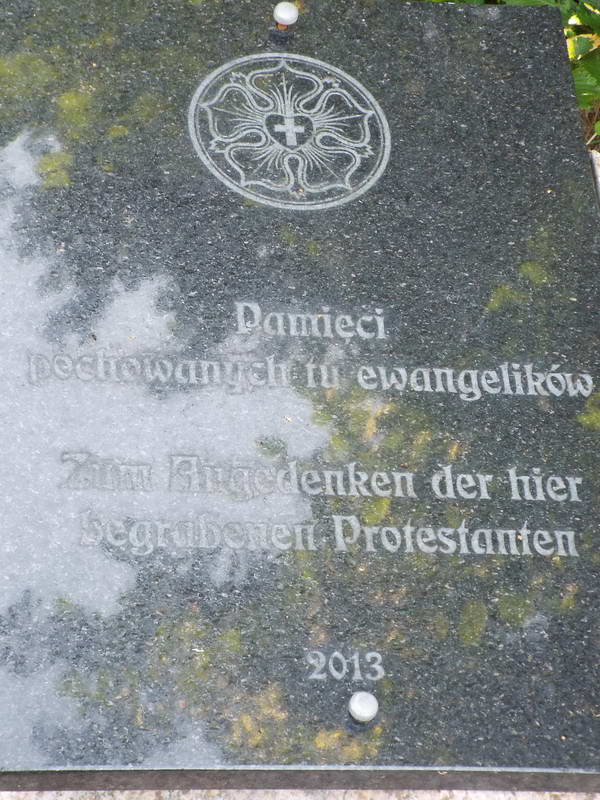 Pamięci
pochowanych tu ewangelików
Zum Angedenken der hier
begrabenen Protestanten
2013